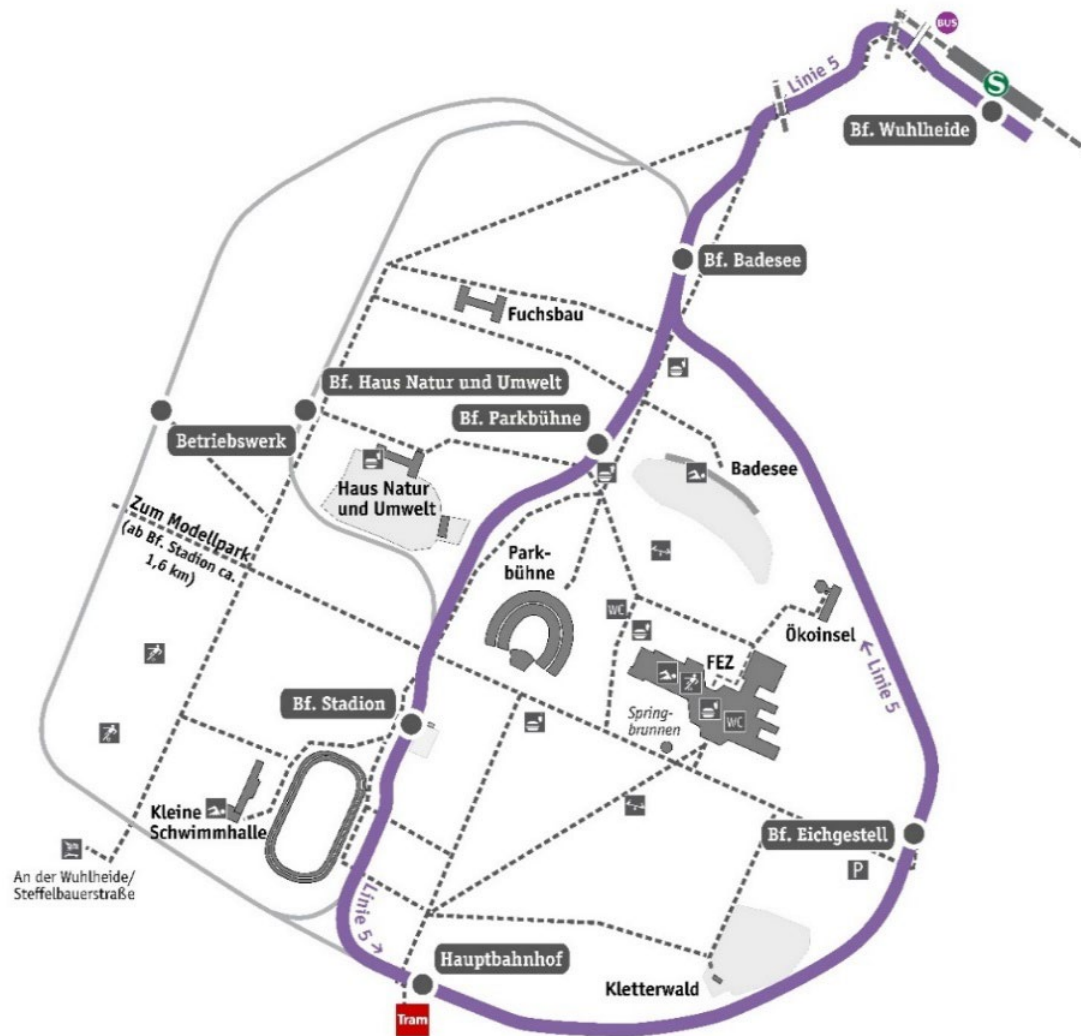 BUS
Linie 5
S
Bf. Wuhlheide
Bf. Badesee
Fuchsbau
Bf. Haus Natur und Umwelt
Bf. Parkbühne
Betriebswerk
Badesee
Haus Natur
und Umwelt
Zum Modellpark
(ab Bf. Stadion ca.
1,6 km)
Park-
bühne
WC
Ökoinsel
FEZ
← Linie 5
Bf. Stadion
Spring-
brunnen
WC
Kleine
Schwimmhalle
Bf. Eichgestell
P
An der Wuhlheide/
Steffelbauerstraße
Linie 5 →
Hauptbahnhof
Kletterwald
Tram